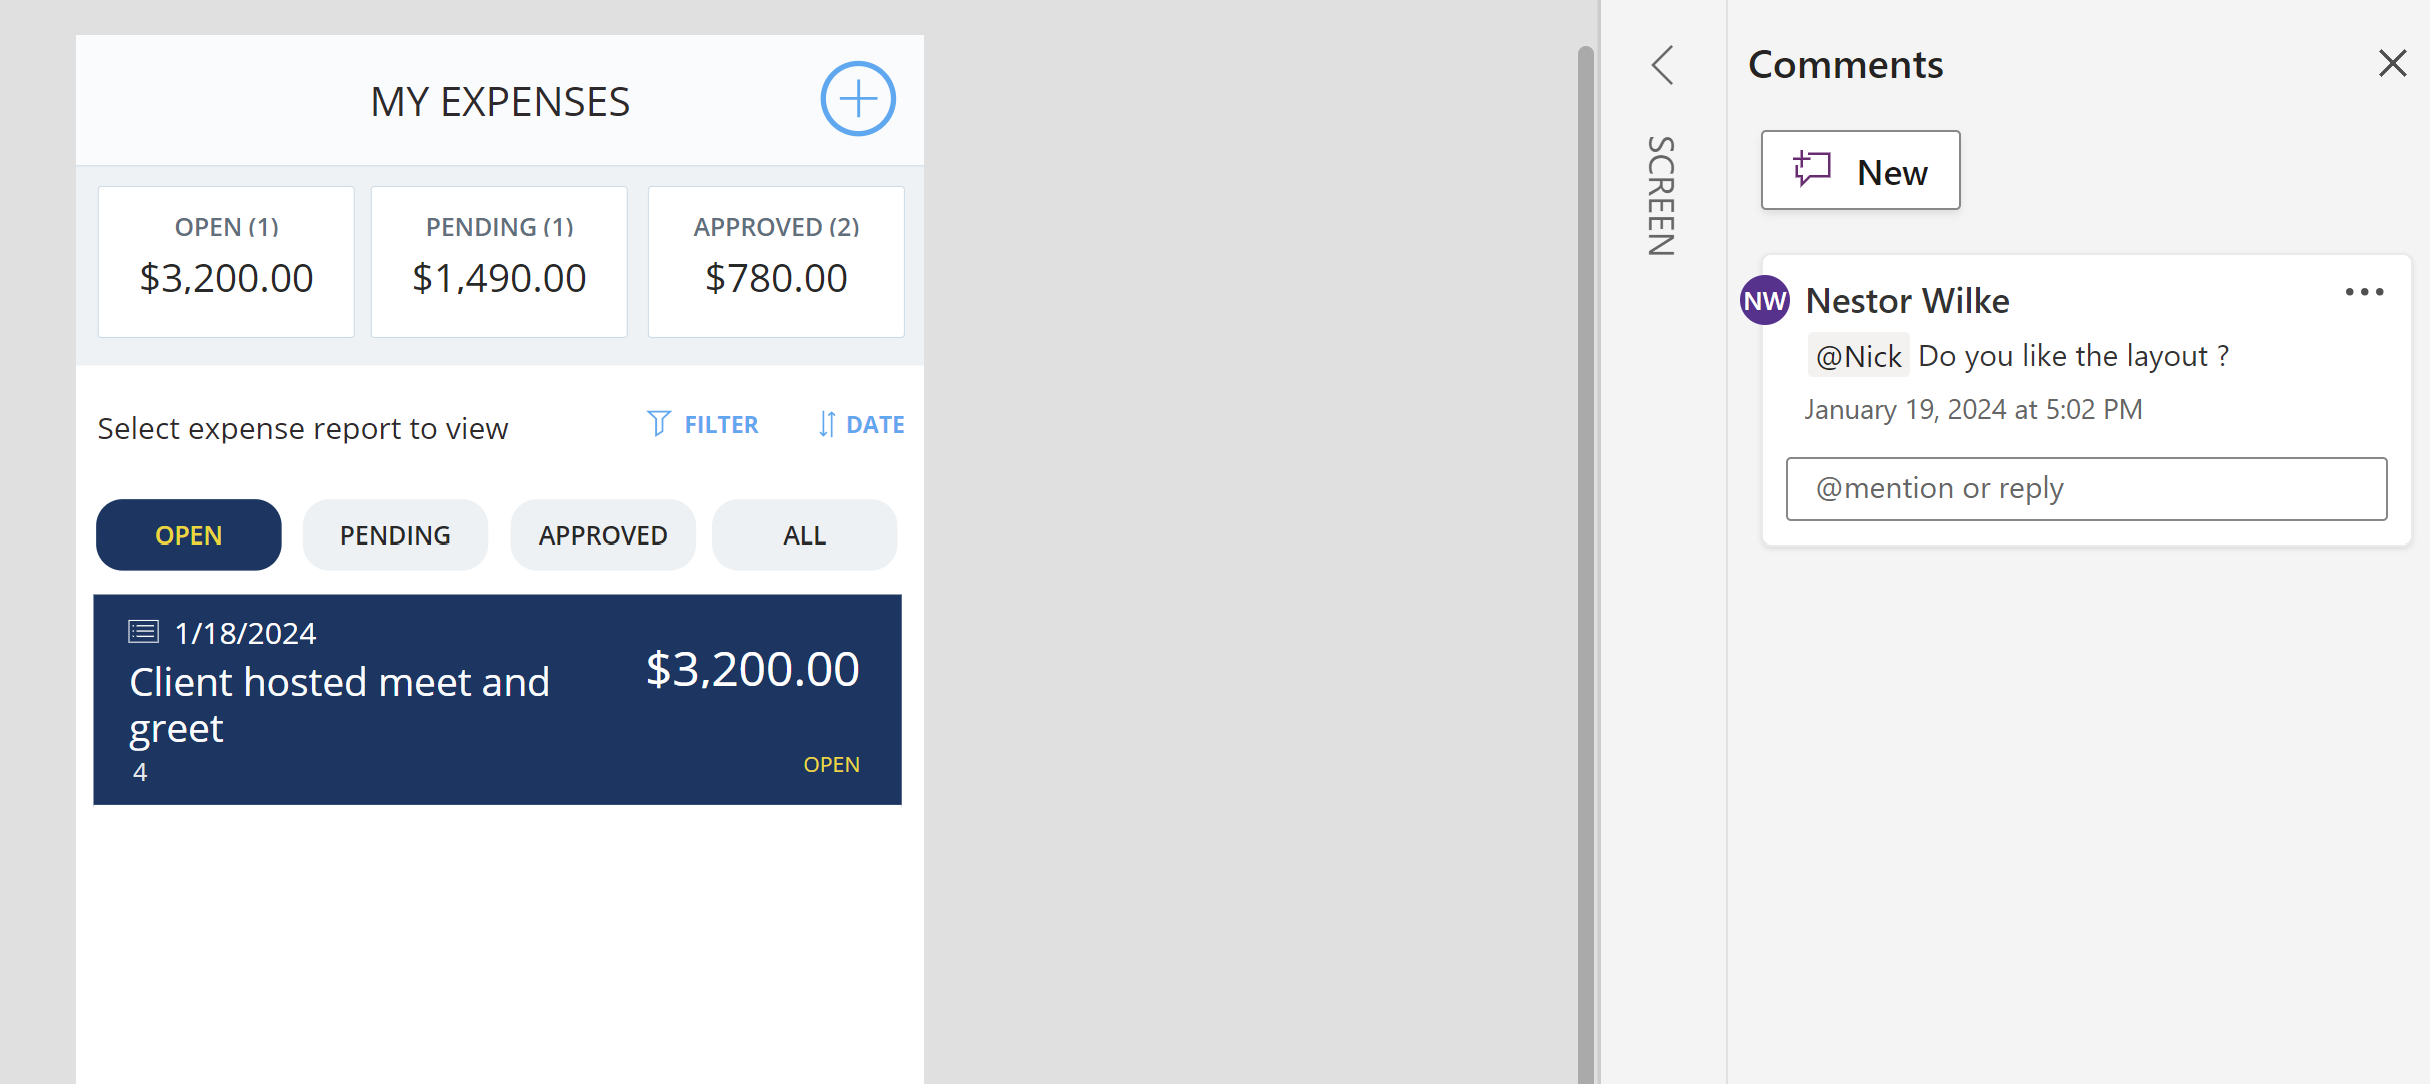 MY EXPENSES
OPEN (1)
$3,200.00
PENDING (1)
$1,490.00
APPROVED (2)
$780.00
Select expense report to view
FILTER
DATE
OPEN
PENDING
APPROVED
ALL
1/18/2024
Client hosted meet and
greet
4
$3,200.00
OPEN
SCREEN
Comments
New
NW
Nestor Wilke
@Nick Do you like the layout ?
January 19, 2024 at 5:02 PM
@mention or reply